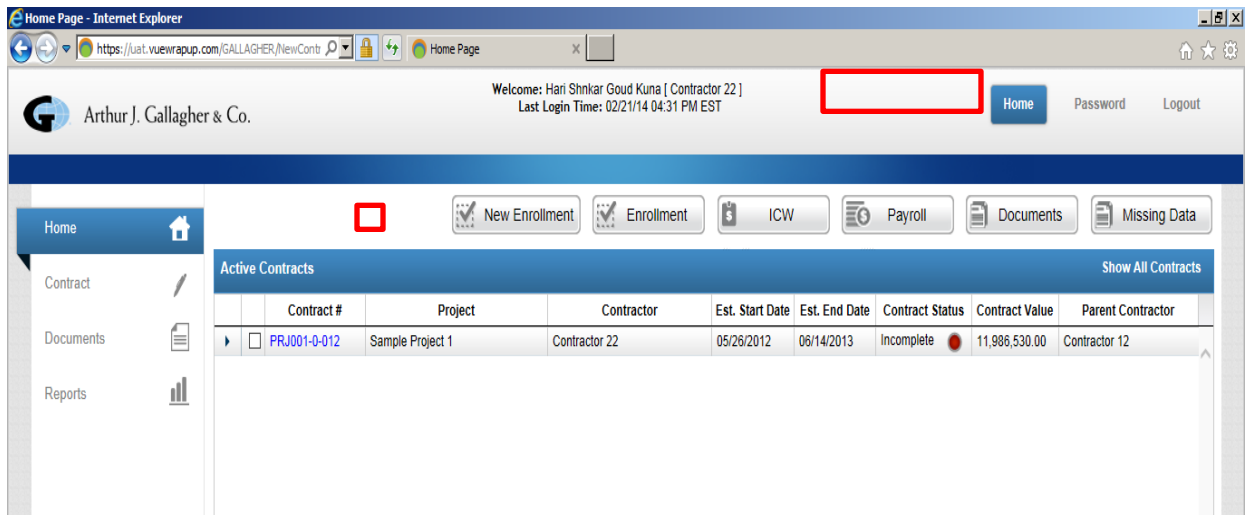 Home Page - Internet Explorer
https://uat.vuewrapup.com/GALLAGHER/NewContr
Home Page
Welcome: Hari Shnkar Goud Kuna [ Contractor 22 ]
Last Login Time: 02/21/14 04:31 PM EST
Arthur J. Gallagher & Co.
Home Password Logout
New Enrollment Enrollment ICW Payroll Documents Missing Data
Home
Contract
Documents
Reports
Active Contracts Show All Contracts
Contract # Project Contractor Est. Start Date Est. End Date Contract Status Contract Value Parent Contractor
PRJ001-0-012 Sample Project 1 Contractor 22 05/26/2012 06/14/2013 Incomplete 11,986,530.00 Contractor 12